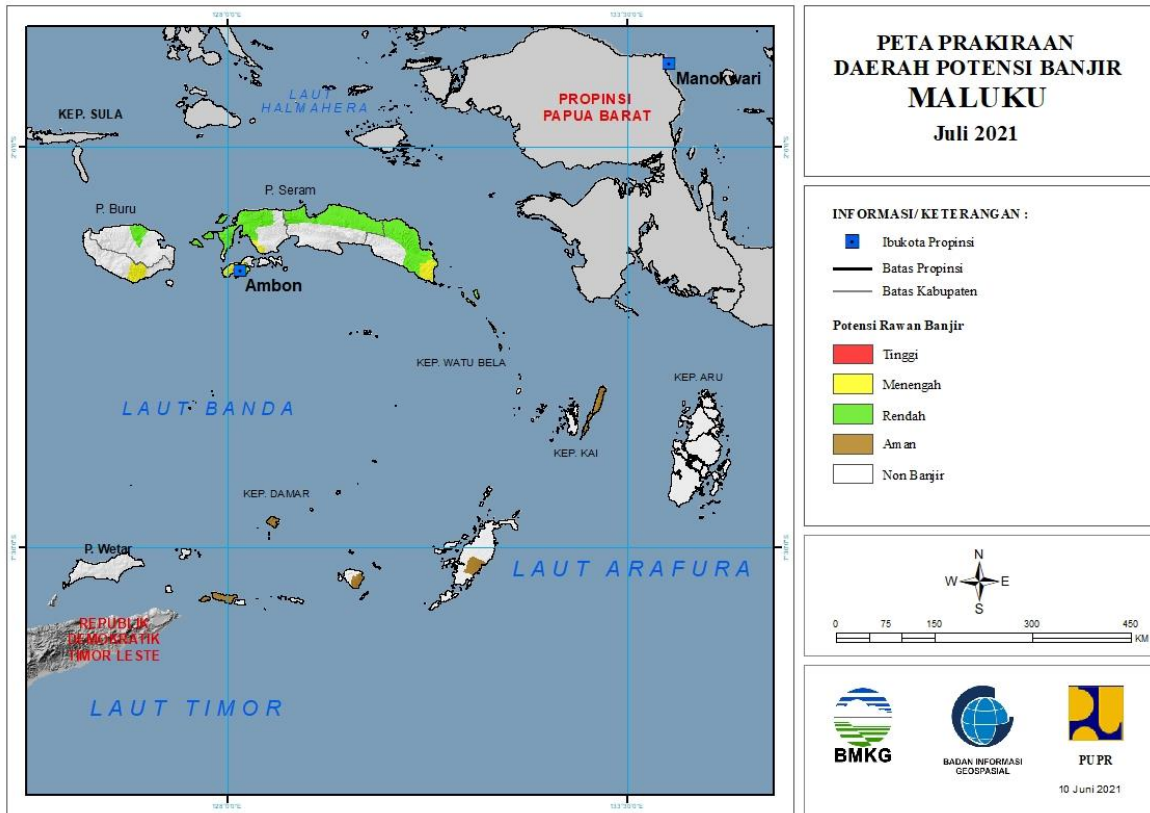 PETA PRAKIRAAN
DAERAH POTENSI BANJIR
MALUKU
Juli 2021
INFORMASI/ KETERANGAN :
Ibukota Propinsi
Batas Propinsi
Batas Kabupaten
Potensi Rawan Banjir
Tinggi
Menengah
Rendah
Aman
Non Banjir
N
W E
S
0 75 150 300 450
KM
BMKG
BADAN INFORMASI
GEOSPASIAL
PUPR
10 Juni 2021
Manokwari
LAUT
HALMAHERA
PROPINSI
PAPUA BARAT
KEP. SULA
P. Seram
P. Buru
Ambon
KEP. WATU BELA
KEP. ARU
LAUT BANDA
KEP. KAI
KEP. DAMAR
P. Wetar
LAUT ARAFURA
REPUBLIK
DEMOKRATIK
TIMOR LESTE
LAUT TIMOR